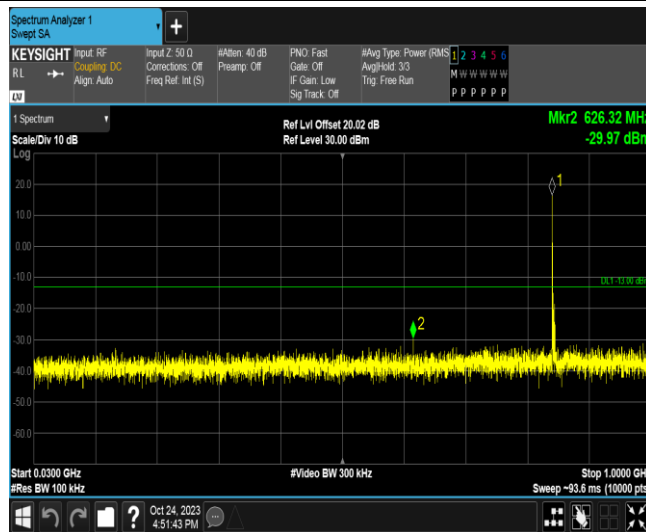 Spectrum Analyzer 1
Swept SA
+
KEYSIGHT
RL
LXI
Input: RF
Coupling: DC
Align: Auto
Input Z: 50 Ω
Corrections: Off
Freq Ref: Int (S)
#Atten: 40 dB
Preamp: Off
PNO: Fast
Gate: Off
IF Gain: Low
Sig Track: Off
#Avg Type: Power (RMS
Avg|Hold: 3/3
Trig: Free Run
1 2 3 4 5 6
M W W W W W
P P P P P P
1 Spectrum
Scale/Div 10 dB
Log
Ref Lvl Offset 20.02 dB
Ref Level 30.00 dBm
Mkr2 626.32 MHz
-29.97 dBm
1
20.0
10.0
0.00
-10.0
DL1 -13.00 dBm
-20.0
2
-30.0
-40.0
-50.0
-60.0
Start 0.0300 GHz
#Res BW 100 kHz
#Video BW 300 kHz
Stop 1.0000 GHz
Sweep ~93.6 ms (10000 pts)
?
Oct 24, 2023
4:51:43 PM